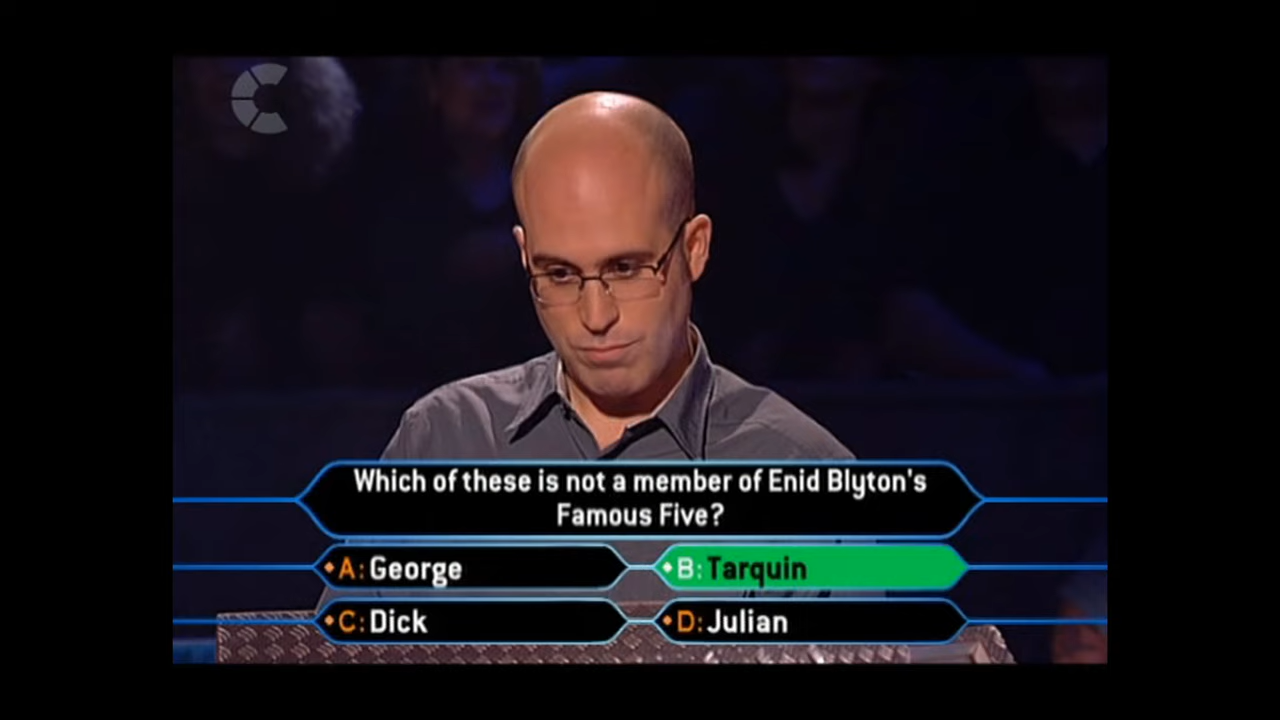 Which of these is not a member of Enid Blyton's
Famous Five?
A: George
B: Tarquin
C: Dick
D: Julian